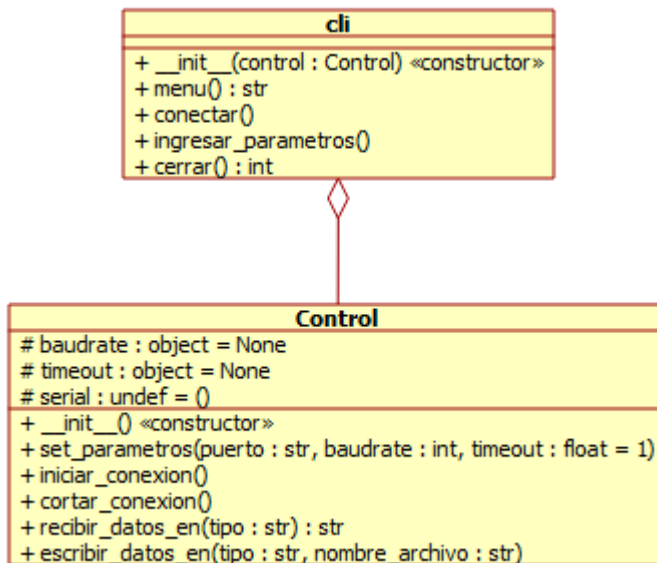 cli
+ __init__(control : Control) «constructor»
+ menu() : str
+ conectar()
+ ingresar_parametros()
+ cerrar() : int
Control
# baudrate : object = None
# timeout : object = None
# serial : undef = ()
+ __init__() «constructor»
+ set_parametros(puerto : str, baudrate : int, timeout : float = 1)
+ iniciar_conexion()
+ cortar_conexion()
+ recibir_datos_en(tipo : str) : str
+ escribir_datos_en(tipo : str, nombre_archivo : str)